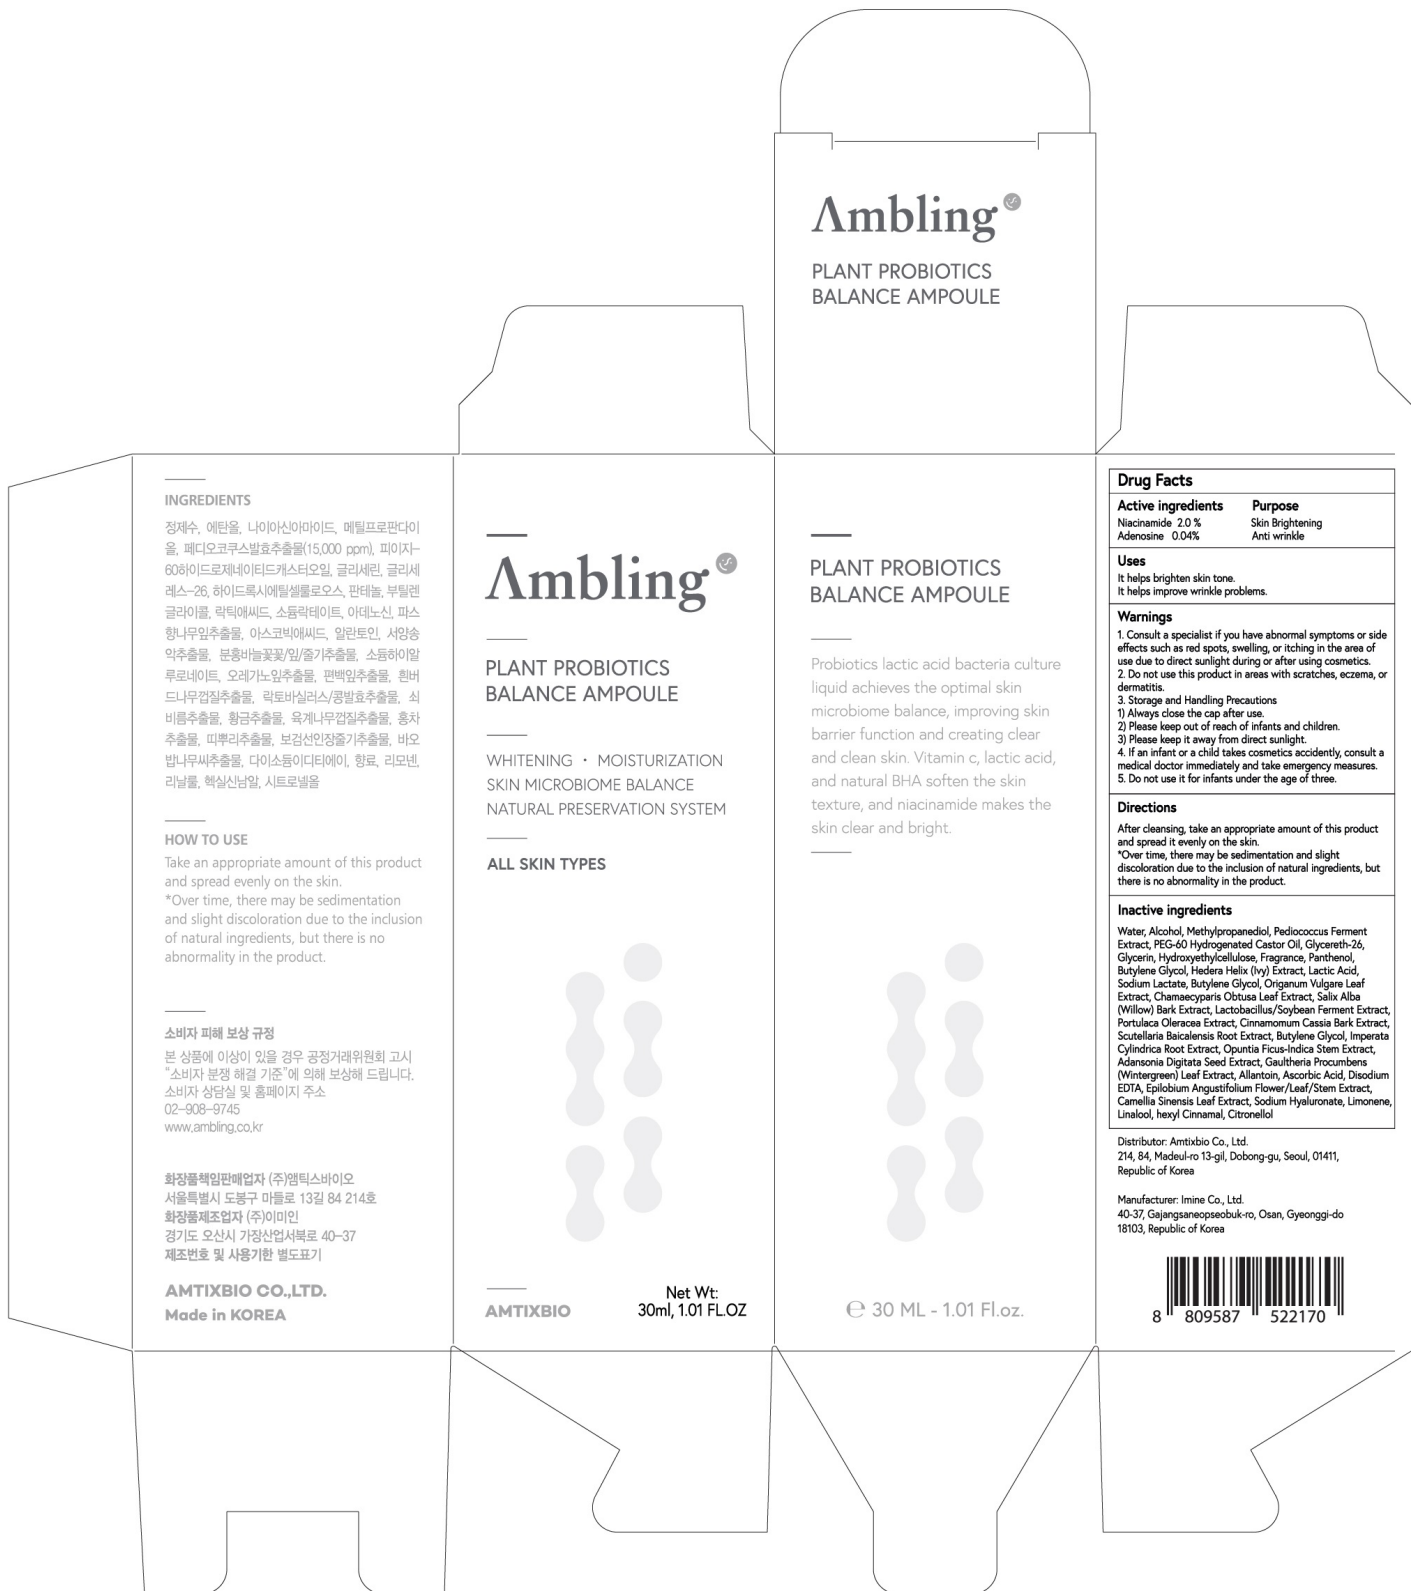 Ambling
PLANT PROBIOTICS
BALANCE AMPOULE
INGREDIENTS
정제수, 에탄올, 나이아신아마이드, 메틸프로판다이
올, 페디오코쿠스발효추출물(15,000 ppm), 피이지-
60하이드로제네이티드캐스터오일, 글리세린, 글리세
레스-26, 하이드록시에틸셀룰로오스, 판테놀, 부틸렌
글라이콜, 락틱애씨드, 소듐락테이트, 아데노신, 파스
향나무잎추출물, 아스코빅애씨드, 알란토인, 서양송
악추출물, 분홍바늘꽃꽃/잎/줄기추출물, 소듐하이알
루로네이트, 오레가노잎추출물, 편백잎추출물, 흰버
드나무껍질추출물, 락토바실러스/콩발효추출물, 쇠
비름추출물, 황금추출물, 육계나무껍질추출물, 홍차
추출물, 띠뿌리추출물, 보검선인장줄기추출물, 바오
밥나무씨추출물, 다이소듐이디티에이, 향료, 리모넨,
리날룰, 헥실신남알, 시트로넬올
HOW TO USE
Take an appropriate amount of this product
and spread evenly on the skin.
*Over time, there may be sedimentation
and slight discoloration due to the inclusion
of natural ingredients, but there is no
abnormality in the product.
소비자 피해 보상 규정
본 상품에 이상이 있을 경우 공정거래위원회 고시
"소비자 분쟁 해결 기준"에 의해 보상해 드립니다.
소비자 상담실 및 홈페이지 주소
02-908-9745
www.ambling.co.kr
화장품책임판매업자 (주)앰틱스바이오
서울특별시 도봉구 마들로 13길 84 214호
화장품제조업자 (주)이미인
경기도 오산시 가장산업서북로 40-37
제조번호 및 사용기한 별도표기
AMTIXBIO CO.,LTD.
Made in KOREA
Ambling
PLANT PROBIOTICS
BALANCE AMPOULE
WHITENING · MOISTURIZATION
SKIN MICROBIOME BALANCE
NATURAL PRESERVATION SYSTEM
ALL SKIN TYPES
AMTIXBIO
Net Wt:
30ml, 1.01 FL.OZ
PLANT PROBIOTICS
BALANCE AMPOULE
Probiotics lactic acid bacteria culture
liquid achieves the optimal skin
microbiome balance, improving skin
barrier function and creating clear
and clean skin. Vitamin c, lactic acid,
and natural BHA soften the skin
texture, and niacinamide makes the
skin clear and bright.
℮ 30 ML - 1.01 Fl.oz.
Drug Facts
Active ingredients Purpose
Niacinamide 2.0 % Skin Brightening
Adenosine 0.04% Anti wrinkle
Uses
It helps brighten skin tone.
It helps improve wrinkle problems.
Warnings
1. Consult a specialist if you have abnormal symptoms or side
effects such as red spots, swelling, or itching in the area of
use due to direct sunlight during or after using cosmetics.
2. Do not use this product in areas with scratches, eczema, or
dermatitis.
3. Storage and Handling Precautions
1) Always close the cap after use.
2) Please keep out of reach of infants and children.
3) Please keep it away from direct sunlight.
4. If an infant or a child takes cosmetics accidently, consult a
medical doctor immediately and take emergency measures.
5. Do not use it for infants under the age of three.
Directions
After cleansing, take an appropriate amount of this product
and spread it evenly on the skin.
*Over time, there may be sedimentation and slight
discoloration due to the inclusion of natural ingredients, but
there is no abnormality in the product.
Inactive ingredients
Water, Alcohol, Methylpropanediol, Pediococcus Ferment
Extract, PEG-60 Hydrogenated Castor Oil, Glycereth-26,
Glycerin, Hydroxyethylcellulose, Fragrance, Panthenol,
Butylene Glycol, Hedera Helix (Ivy) Extract, Lactic Acid,
Sodium Lactate, Butylene Glycol, Origanum Vulgare Leaf
Extract, Chamaecyparis Obtusa Leaf Extract, Salix Alba
(Willow) Bark Extract, Lactobacillus/Soybean Ferment Extract,
Portulaca Oleracea Extract, Cinnamomum Cassia Bark Extract,
Scutellaria Baicalensis Root Extract, Butylene Glycol, Imperata
Cylindrica Root Extract, Opuntia Ficus-Indica Stem Extract,
Adansonia Digitata Seed Extract, Gaultheria Procumbens
(Wintergreen) Leaf Extract, Allantoin, Ascorbic Acid, Disodium
EDTA, Epilobium Angustifolium Flower/Leaf/Stem Extract,
Camellia Sinensis Leaf Extract, Sodium Hyaluronate, Limonene,
Linalool, hexyl Cinnamal, Citronellol
Distributor: Amtixbio Co., Ltd.
214, 84, Madeul-ro 13-gil, Dobong-gu, Seoul, 01411,
Republic of Korea
Manufacturer: Imine Co., Ltd.
40-37, Gajangsaneopseobuk-ro, Osan, Gyeonggi-do
18103, Republic of Korea
8 809587 522170